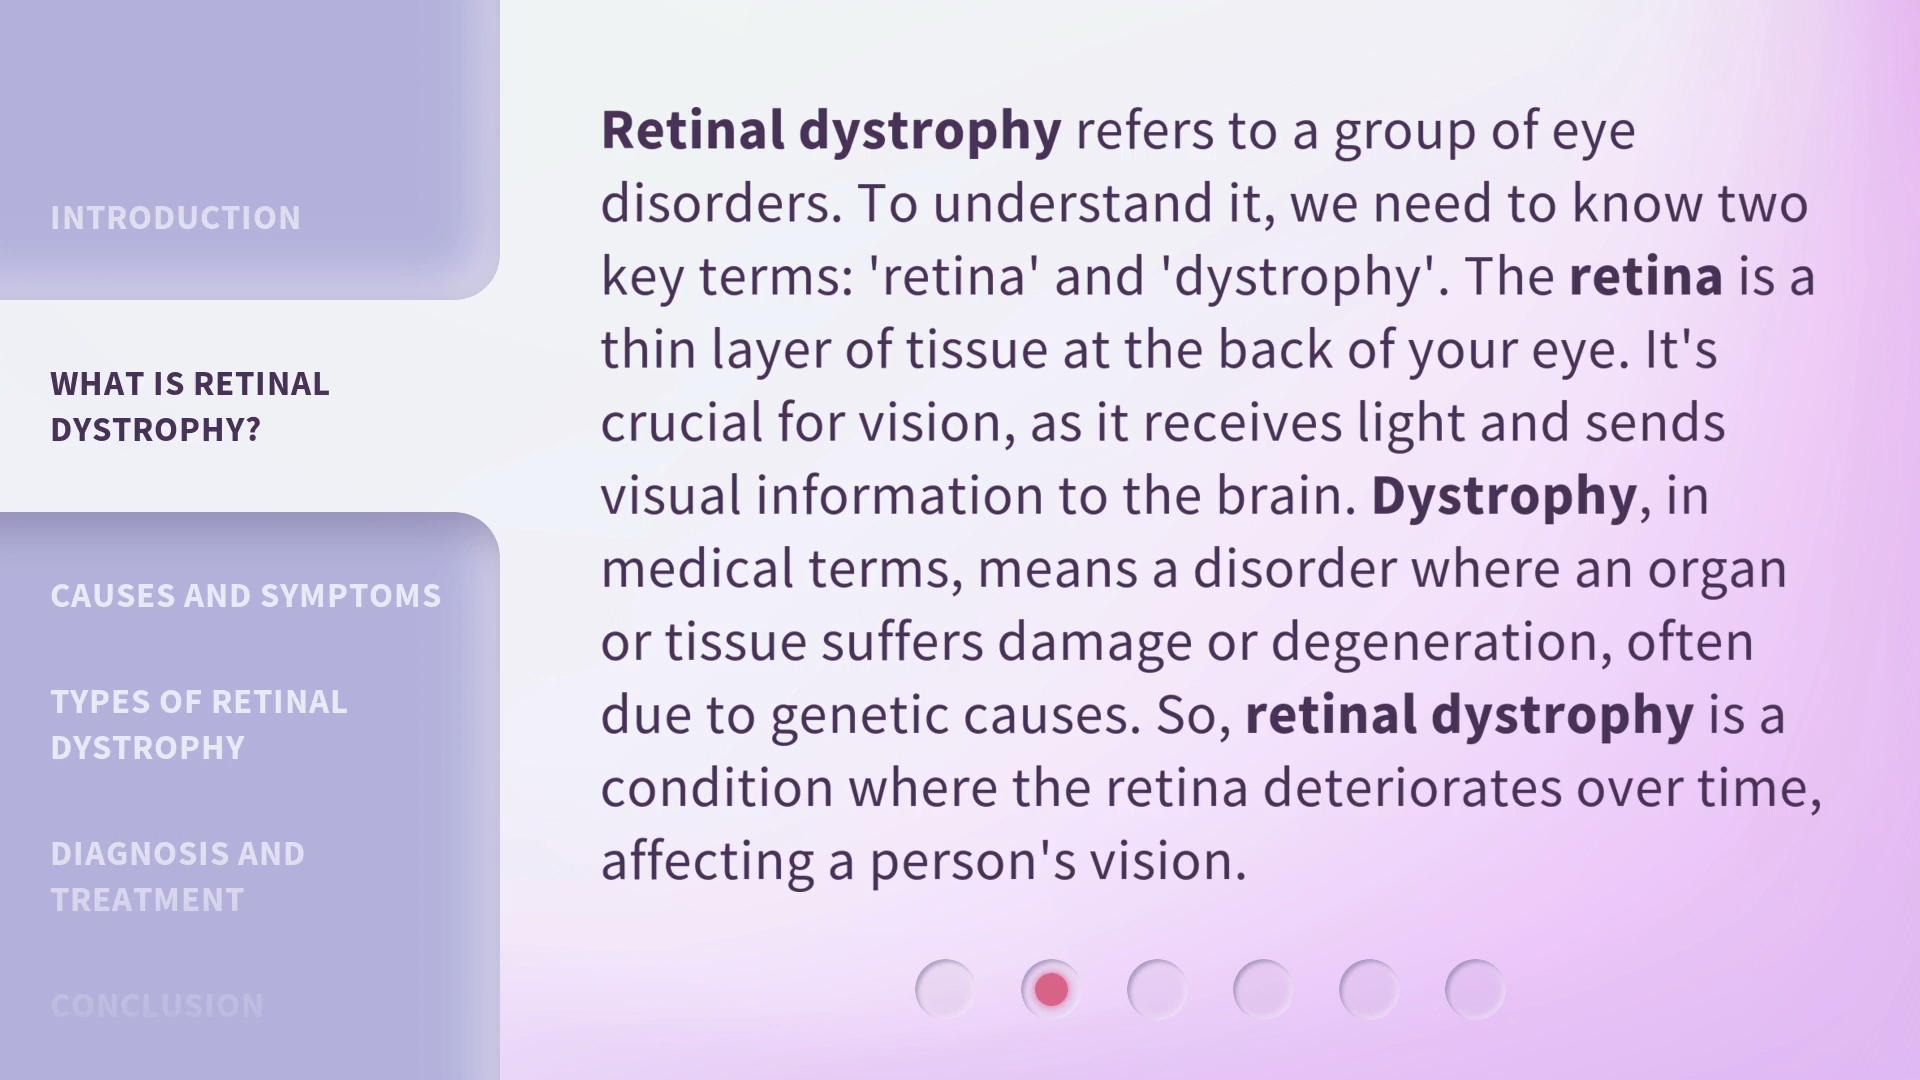 INTRODUCTION
WHAT IS RETINAL
DYSTROPHY?
CAUSES AND SYMPTOMS
TYPES OF RETINAL
DYSTROPHY
DIAGNOSIS AND
TREATMENT
CONCLUSION
Retinal dystrophy refers to a group of eye
disorders. To understand it, we need to know two
key terms: 'retina' and 'dystrophy'. The retina is a
thin layer of tissue at the back of your eye. It's
crucial for vision, as it receives light and sends
visual information to the brain. Dystrophy, in
medical terms, means a disorder where an organ
or tissue suffers damage or degeneration, often
due to genetic causes. So, retinal dystrophy is a
condition where the retina deteriorates over time,
affecting a person's vision.